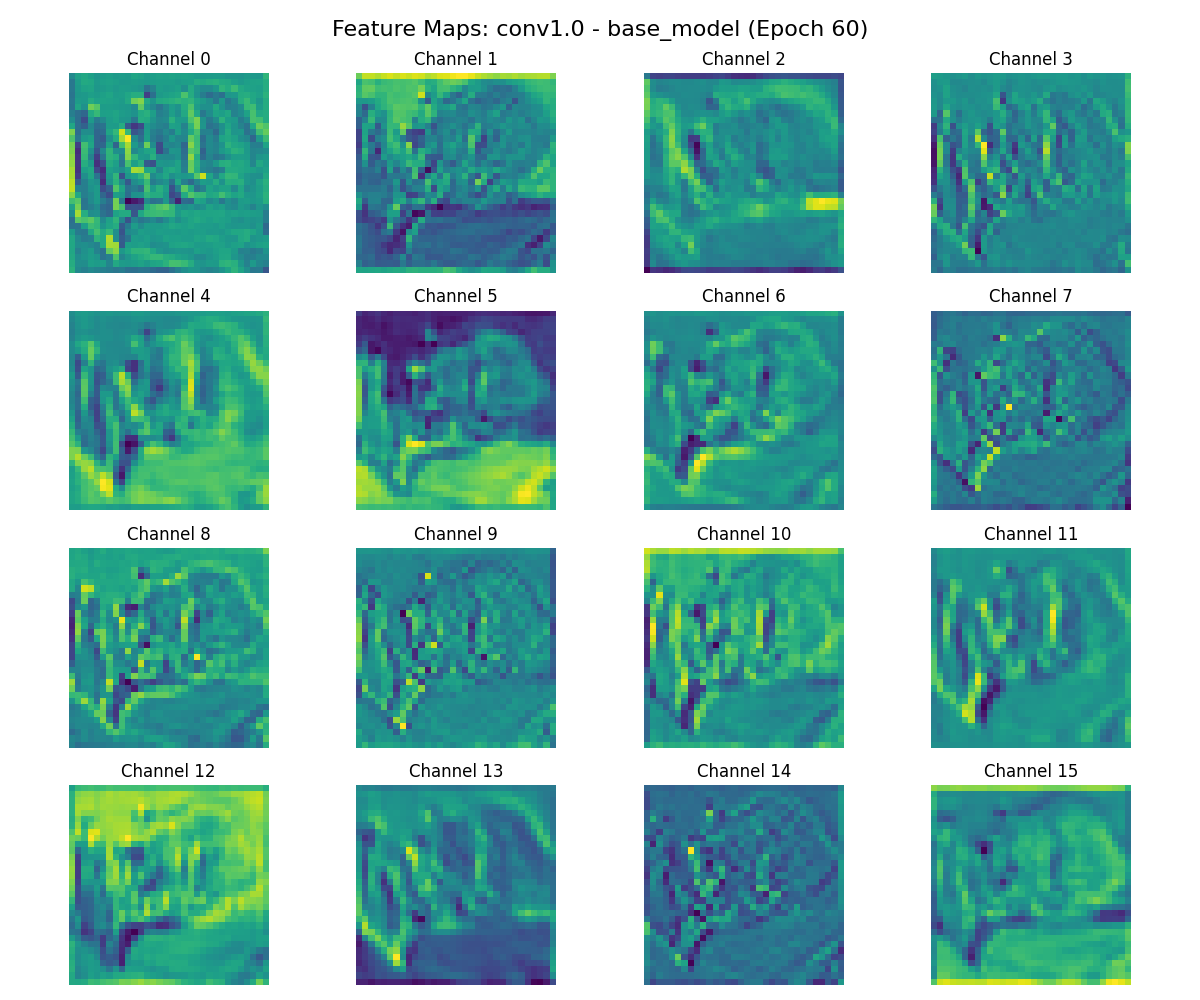 Feature Maps: conv1.0 - base_model (Epoch 60)
Channel 0
Channel 1
Channel 2
Channel 3
Channel 4
Channel 5
Channel 6
Channel 7
Channel 8
Channel 9
Channel 10
Channel 11
Channel 12
Channel 13
Channel 14
Channel 15